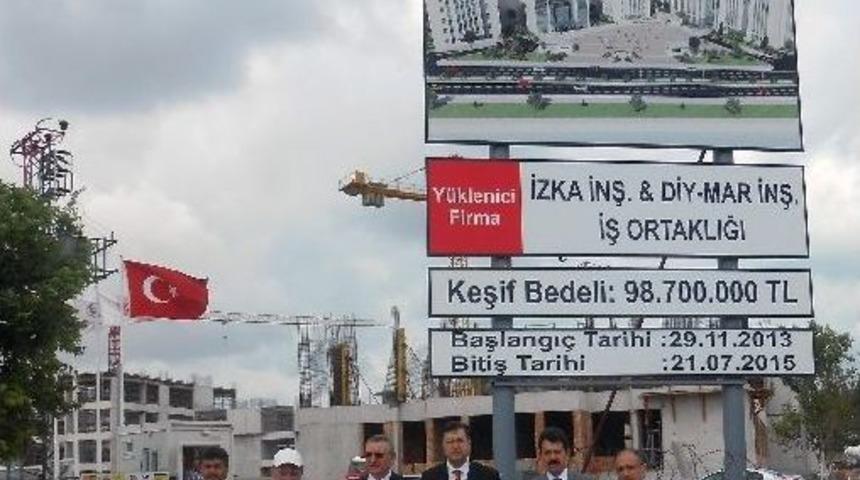 Yüklenici
Firma
İZKA İNŞ. & DİY-MAR İNŞ.
İŞ ORTAKLIĞI
Keşif Bedeli: 98.700.000 TL
Başlangıç Tarihi :29.11.2013
Bitiş Tarihi :21.07.2015